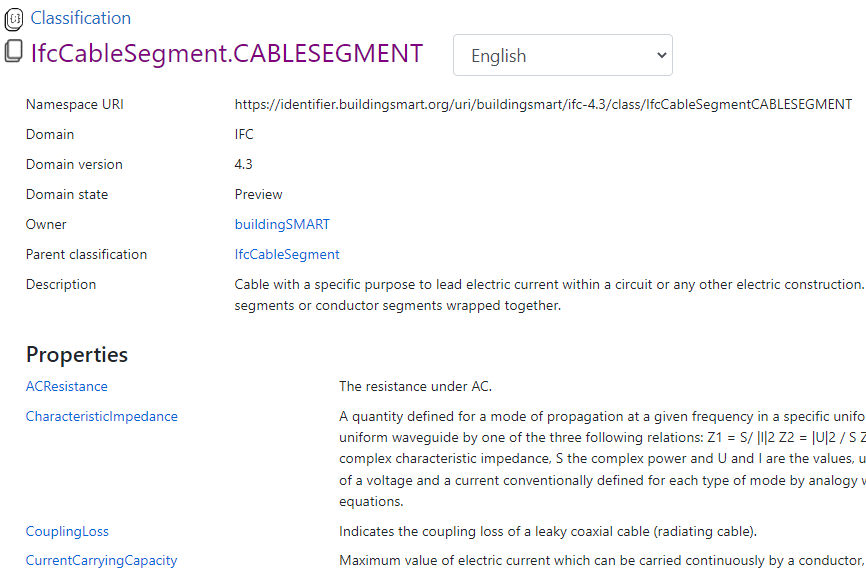 Classification
IfcCableSegment.CABLESEGMENT
English
Namespace URI https://identifier.buildingsmart.org/uri/buildingsmart/ifc-4.3/class/IfcCableSegmentCABLESEGMENT
Domain IFC
Domain version 4.3
Domain state Preview
Owner buildingSMART
Parent classification IfcCableSegment
Description Cable with a specific purpose to lead electric current within a circuit or any other electric construction.
segments or conductor segments wrapped together.
Properties
ACResistance The resistance under AC.
CharacteristicImpedance A quantity defined for a mode of propagation at a given frequency in a specific unifo
uniform waveguide by one of the three following relations: Z1 = S/ |I|2 Z2 = |U|2 / S Z
complex characteristic impedance, S the complex power and U and I are the values, u
of a voltage and a current conventionally defined for each type of mode by analogy w
equations.
CouplingLoss Indicates the coupling loss of a leaky coaxial cable (radiating cable).
CurrentCarryingCapacity Maximum value of electric current which can be carried continuously by a conductor,